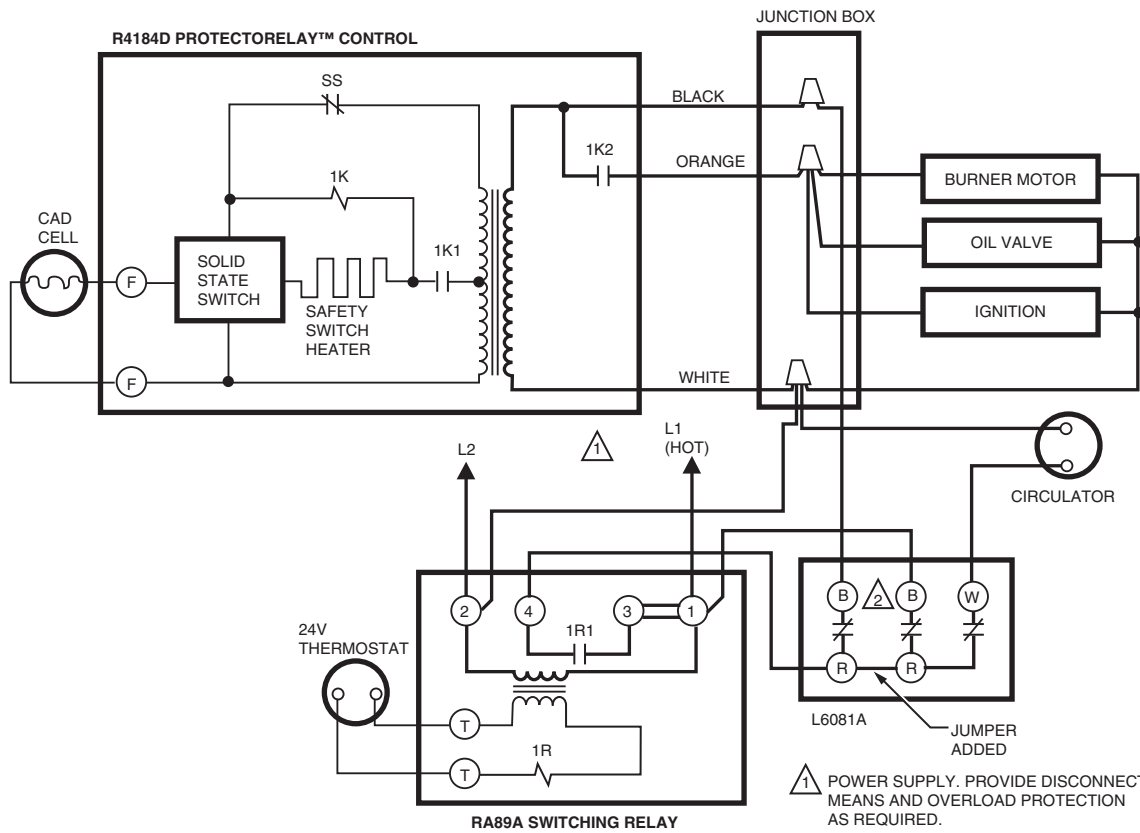 JUNCTION BOX
R4184D PROTECTORELAY™ CONTROL
SS
BLACK
1K2
ORANGE
1K
BURNER MOTOR
CAD
CELL
1K1
OIL VALVE
SOLID
STATE
SWITCH
F
SAFETY
SWITCH
HEATER
IGNITION
F
WHITE
L2
1
L1
(HOT)
CIRCULATOR
2
4
3
1
B
2
B
W
24V
THERMOSTAT
1R1
R
R
L6081A
T
JUMPER
ADDED
1R
T
1 POWER SUPPLY. PROVIDE DISCONNECT
MEANS AND OVERLOAD PROTECTION
AS REQUIRED.
RA89A SWITCHING RELAY